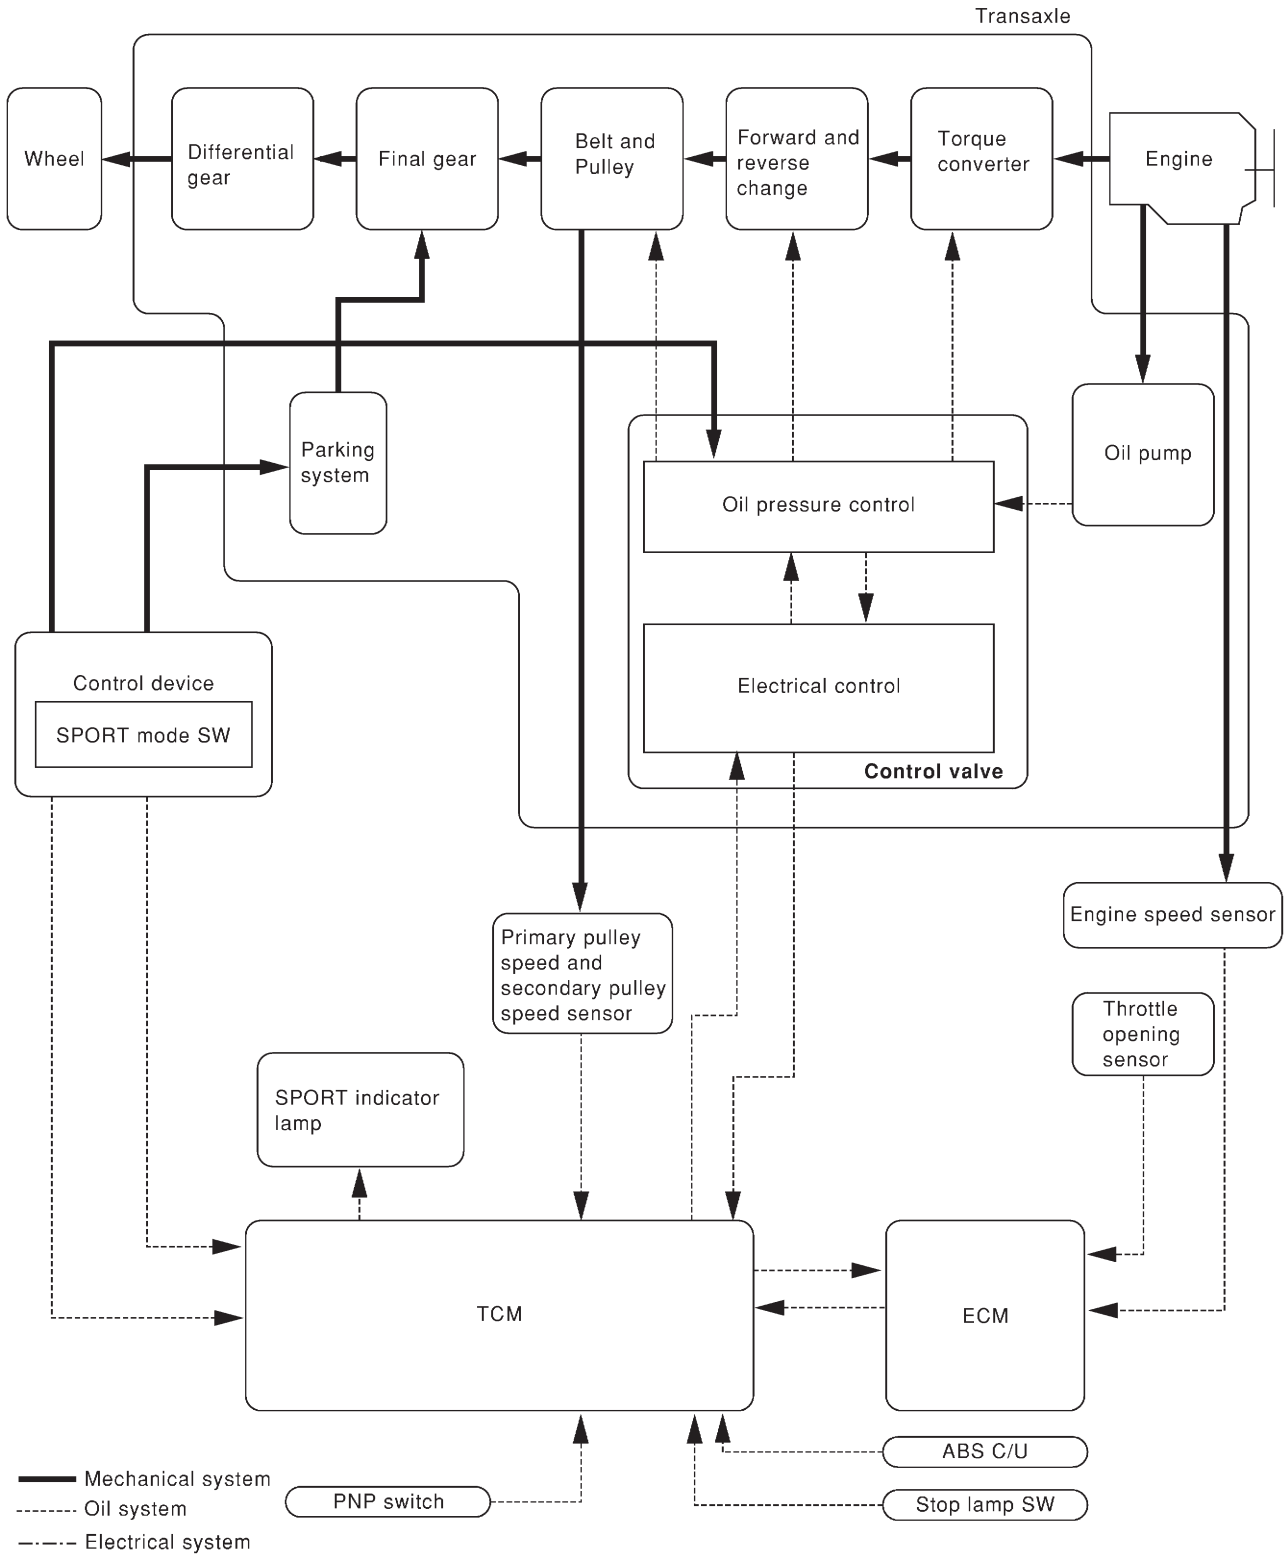 Transaxle
Wheel
Differential
gear
Final gear
Belt and
Pulley
Forward and
reverse
change
Torque
converter
Engine
Parking
system
Oil pump
Oil pressure control
Electrical control
Control valve
Control device
SPORT mode SW
Engine speed sensor
Primary pulley
speed and
secondary pulley
speed sensor
Throttle
opening
sensor
SPORT indicator
lamp
TCM
ECM
ABS C/U
PNP switch
Stop lamp SW
Mechanical system
Oil system
Electrical system